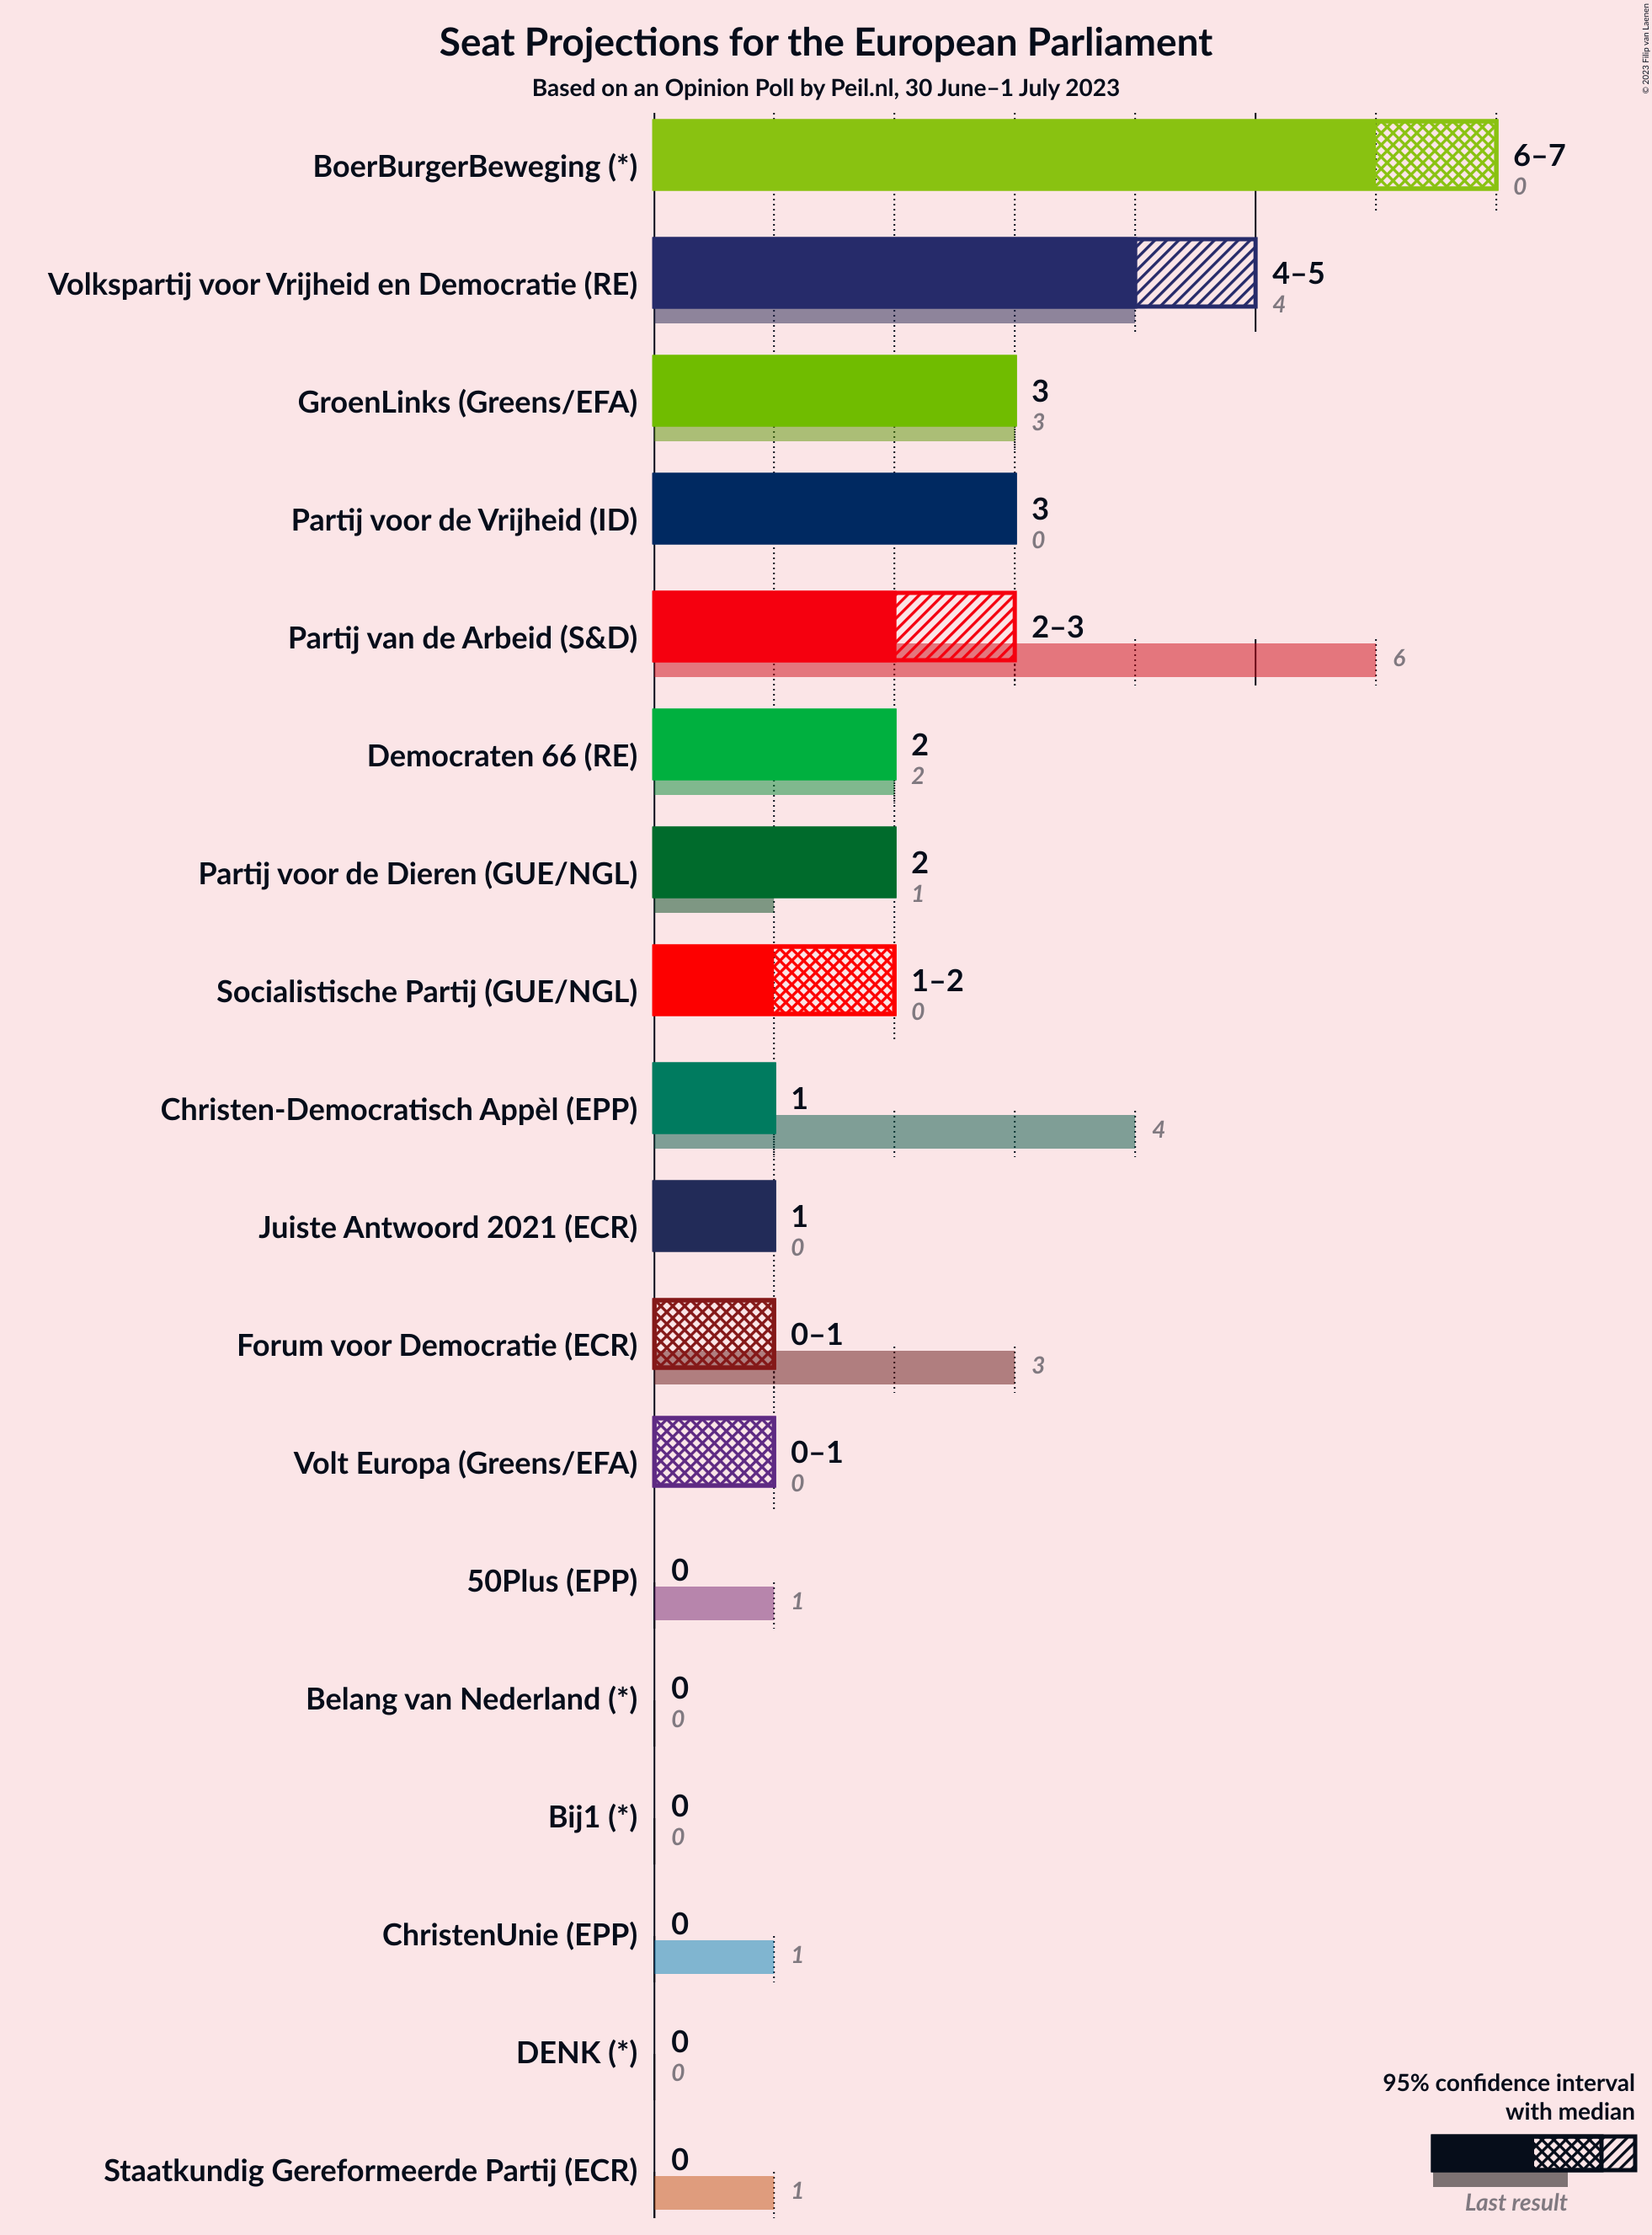 Seat Projections for the European Parliament
Based on an Opinion Poll by Peil.nl, 30 June–1 July 2023
© 2023 Filip van Laenen
BoerBurgerBeweging (*)
6–7
0
Volkspartij voor Vrijheid en Democratie (RE)
4–5
4
GroenLinks (Greens/EFA)
3
3
Partij voor de Vrijheid (ID)
3
0
Partij van de Arbeid (S&D)
2–3
6
Democraten 66 (RE)
2
2
Partij voor de Dieren (GUE/NGL)
2
1
Socialistische Partij (GUE/NGL)
1–2
0
Christen-Democratisch Appèl (EPP)
1
4
Juiste Antwoord 2021 (ECR)
1
0
Forum voor Democratie (ECR)
0–1
3
Volt Europa (Greens/EFA)
0–1
0
50Plus (EPP)
0
1
Belang van Nederland (*)
0
0
Bij1 (*)
0
0
ChristenUnie (EPP)
0
1
DENK (*)
0
0
Staatkundig Gereformeerde Partij (ECR)
0
1
95% confidence interval
with median
Last result